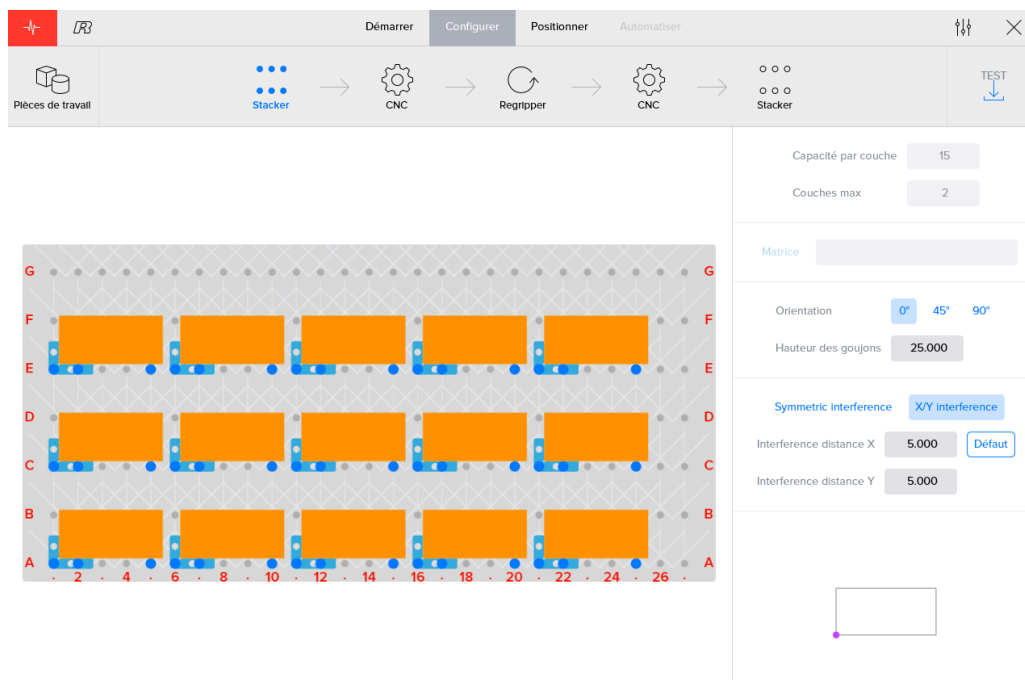 Démarrer Configurer Positionner Automatiser
Pièces de travail Stacker CNC Regripper CNC Stacker TEST
Capacité par couche 15
Couches max 2
Matrice
Orientation 0° 45° 90°
Hauteur des goujons 25.000
Symmetric interference X/Y interference
Interference distance X 5.000 Défaut
Interference distance Y 5.000
G G
F F
E E
D D
C C
B B
A A
2 4 6 8 10 12 14 16 18 20 22 24 26